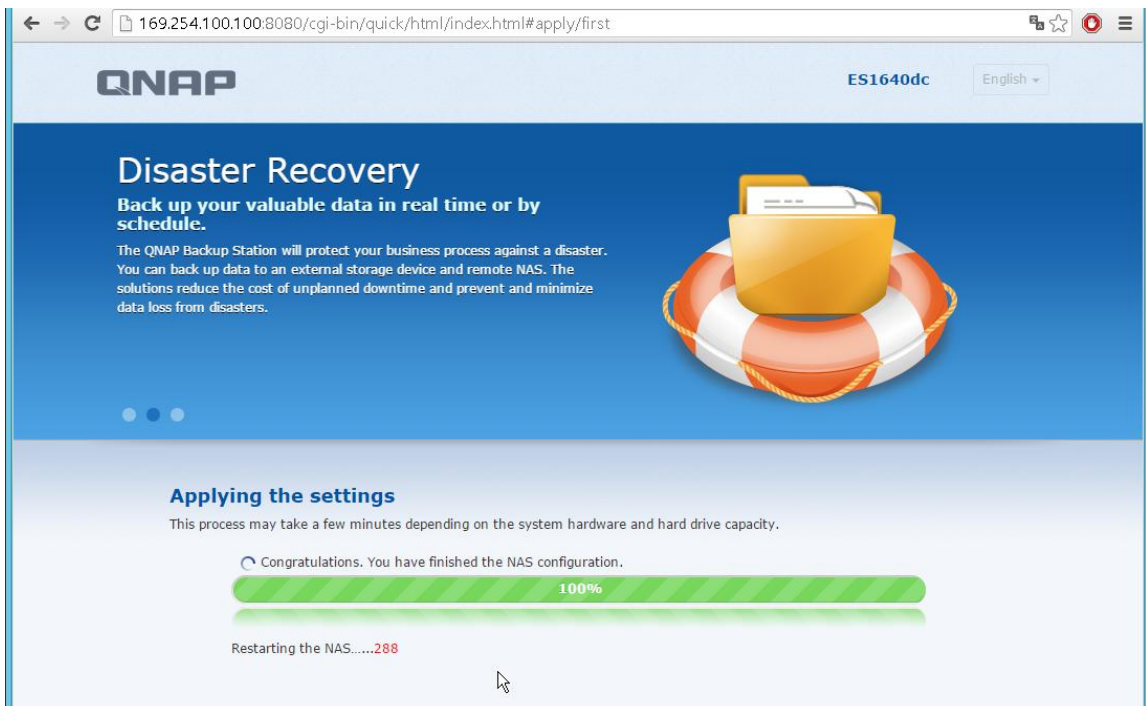 169.254.100.100:8080/cgi-bin/quick/html/index.html#apply/first
QNAP
ES1640dc
English
Disaster Recovery
Back up your valuable data in real time or by
schedule.
The QNAP Backup Station will protect your business process against a disaster.
You can back up data to an external storage device and remote NAS. The
solutions reduce the cost of unplanned downtime and prevent and minimize
data loss from disasters.
Applying the settings
This process may take a few minutes depending on the system hardware and hard drive capacity.
Congratulations. You have finished the NAS configuration.
100%
Restarting the NAS......288